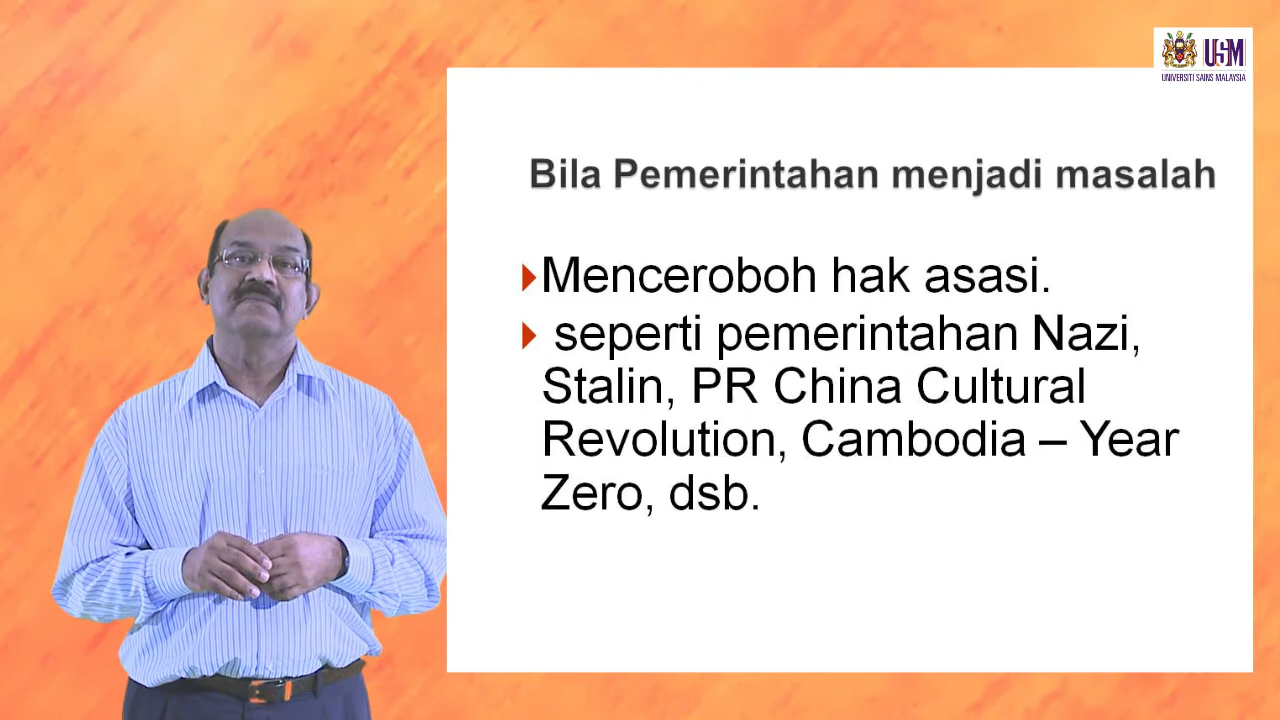 USM
UNIVERSITI SAINS MALAYSIA
Bila Pemerintahan menjadi masalah
Menceroboh hak asasi.
seperti pemerintahan Nazi,
Stalin, PR China Cultural
Revolution, Cambodia – Year
Zero, dsb.